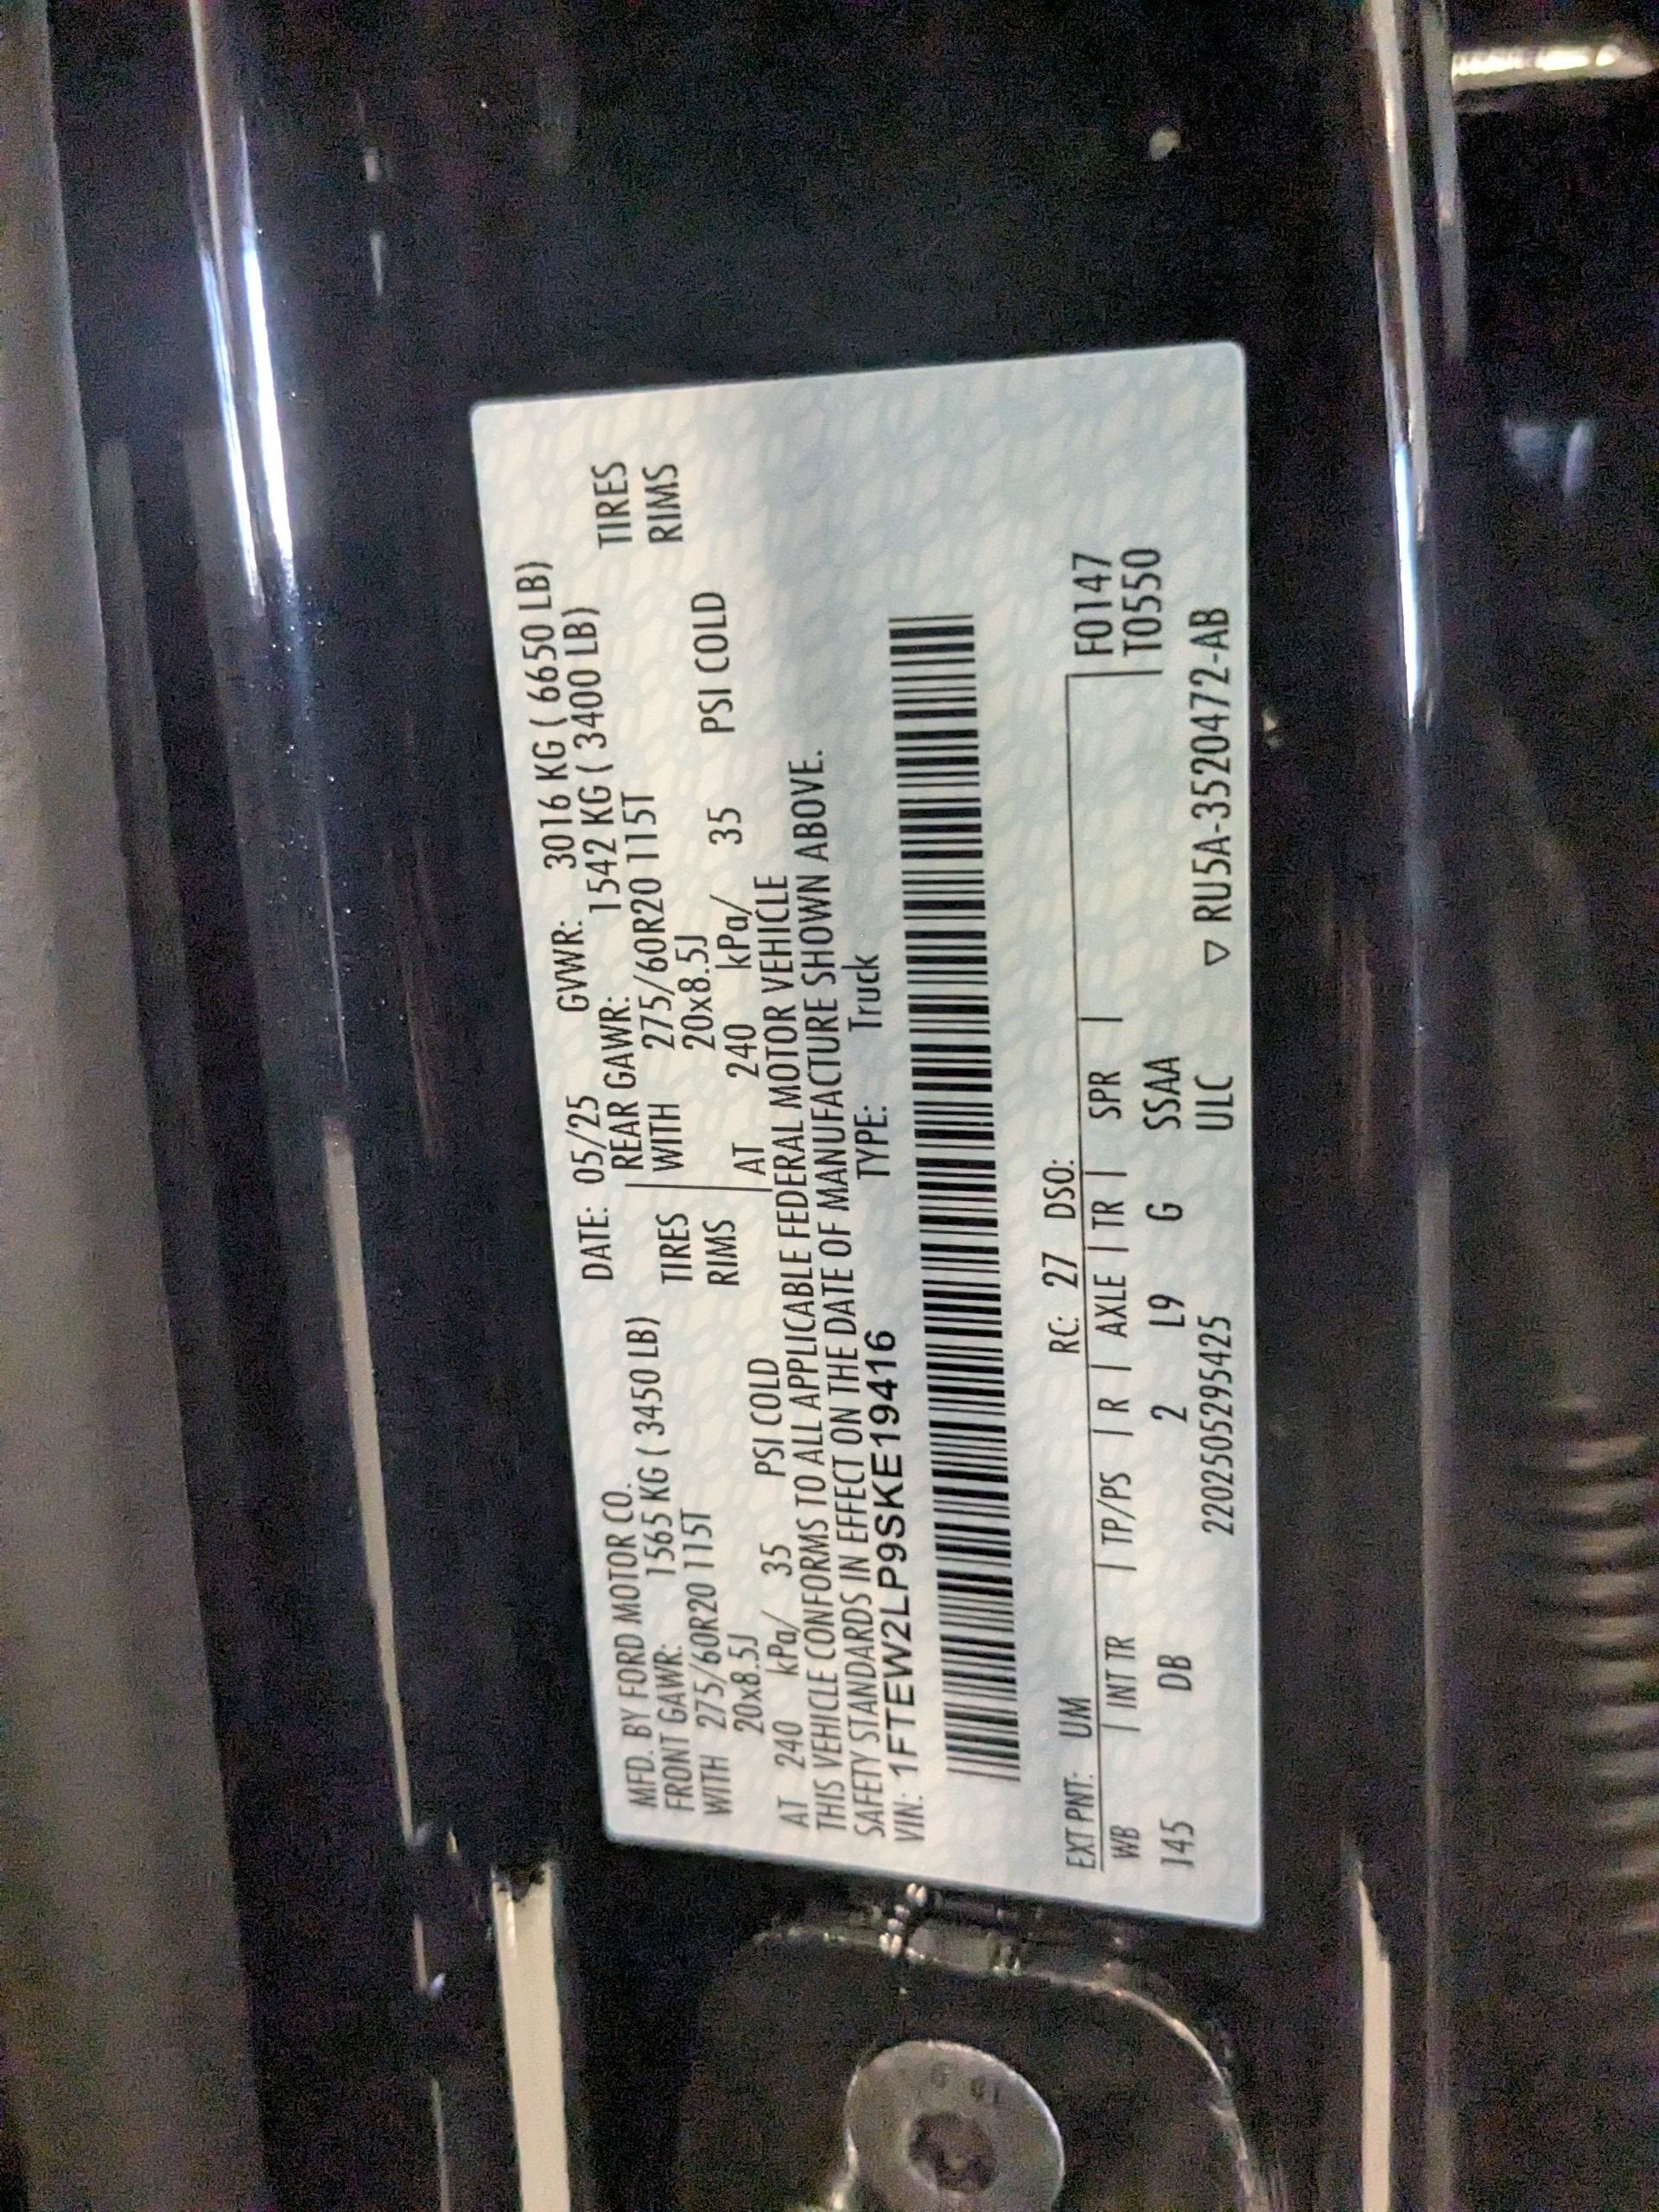 MFD. BY FORD MOTOR CO. DATE: 05/25 GVWR: 3016 KG ( 6650 LB)
FRONT GAWR: 1565 KG ( 3450 LB) REAR GAWR: 1542 KG ( 3400 LB)
WITH 275/60R20 115T TIRES WITH 275/60R20 115T TIRES
20x8.5J RIMS 20x8.5J RIMS
AT 240 kPa/ 35 PSI COLD AT 240 kPa/ 35 PSI COLD
THIS VEHICLE CONFORMS TO ALL APPLICABLE FEDERAL MOTOR VEHICLE
SAFETY STANDARDS IN EFFECT ON THE DATE OF MANUFACTURE SHOWN ABOVE.
VIN: 1FTEW2LP9SKE19416 TYPE: Truck
EXT PNT: UM RC: 27 DSO:
WB | INT TR | TP/PS | R | AXLE | TR | SPR | F0147
145 DB 2 L9 G SSAA T0550
220250529542​5 ULC ▽ RU5A-3520472-AB